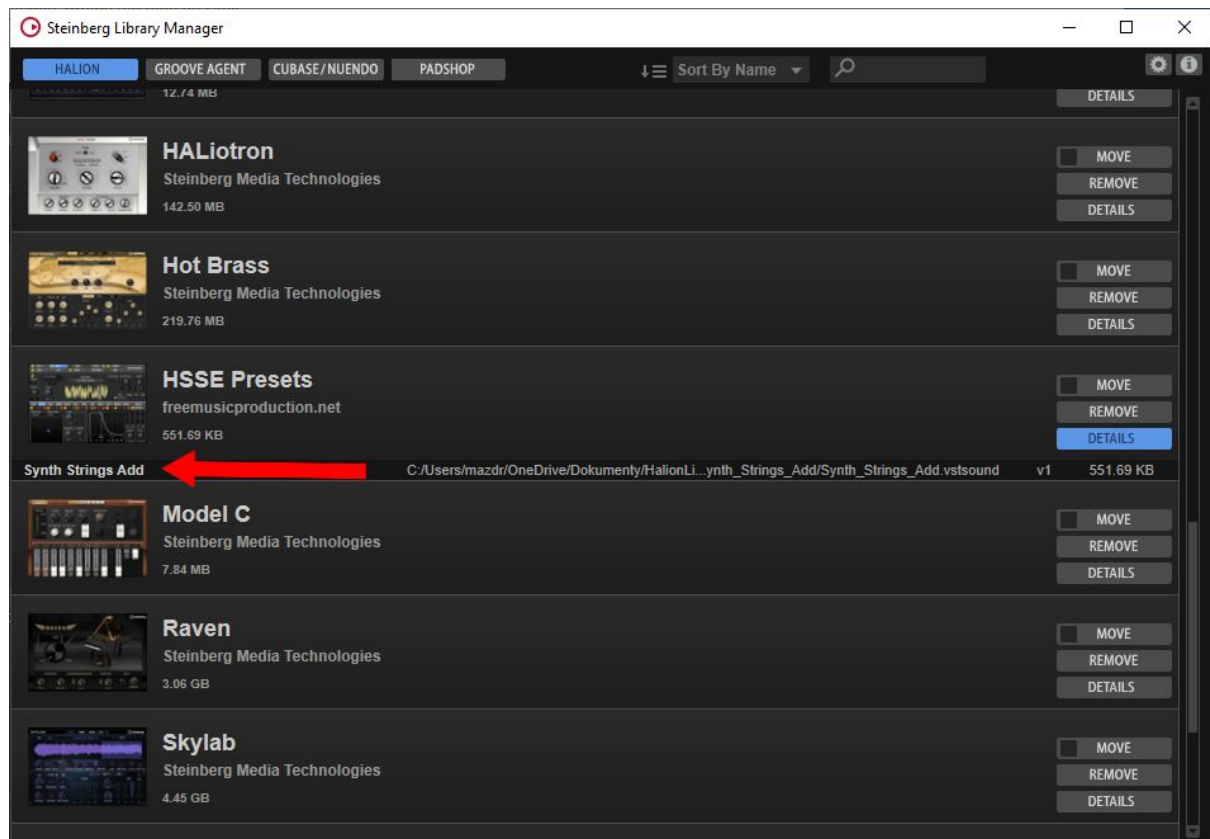 Steinberg Library Manager
HALION GROOVE AGENT CUBASE/NUENDO PADSHOP Sort By Name
12.74 MB
DETAILS
HALiotron
Steinberg Media Technologies
142.50 MB
MOVE
REMOVE
DETAILS
Hot Brass
Steinberg Media Technologies
219.76 MB
MOVE
REMOVE
DETAILS
HSSE Presets
freemusicproduction.net
551.69 KB
MOVE
REMOVE
DETAILS
Synth Strings Add C:/Users/mazdr/OneDrive/Dokumenty/HalionLi...ynth_Strings_Add/Synth_Strings_Add.vstsound v1 551.69 KB
Model C
Steinberg Media Technologies
7.84 MB
MOVE
REMOVE
DETAILS
Raven
Steinberg Media Technologies
3.06 GB
MOVE
REMOVE
DETAILS
Skylab
Steinberg Media Technologies
4.45 GB
MOVE
REMOVE
DETAILS